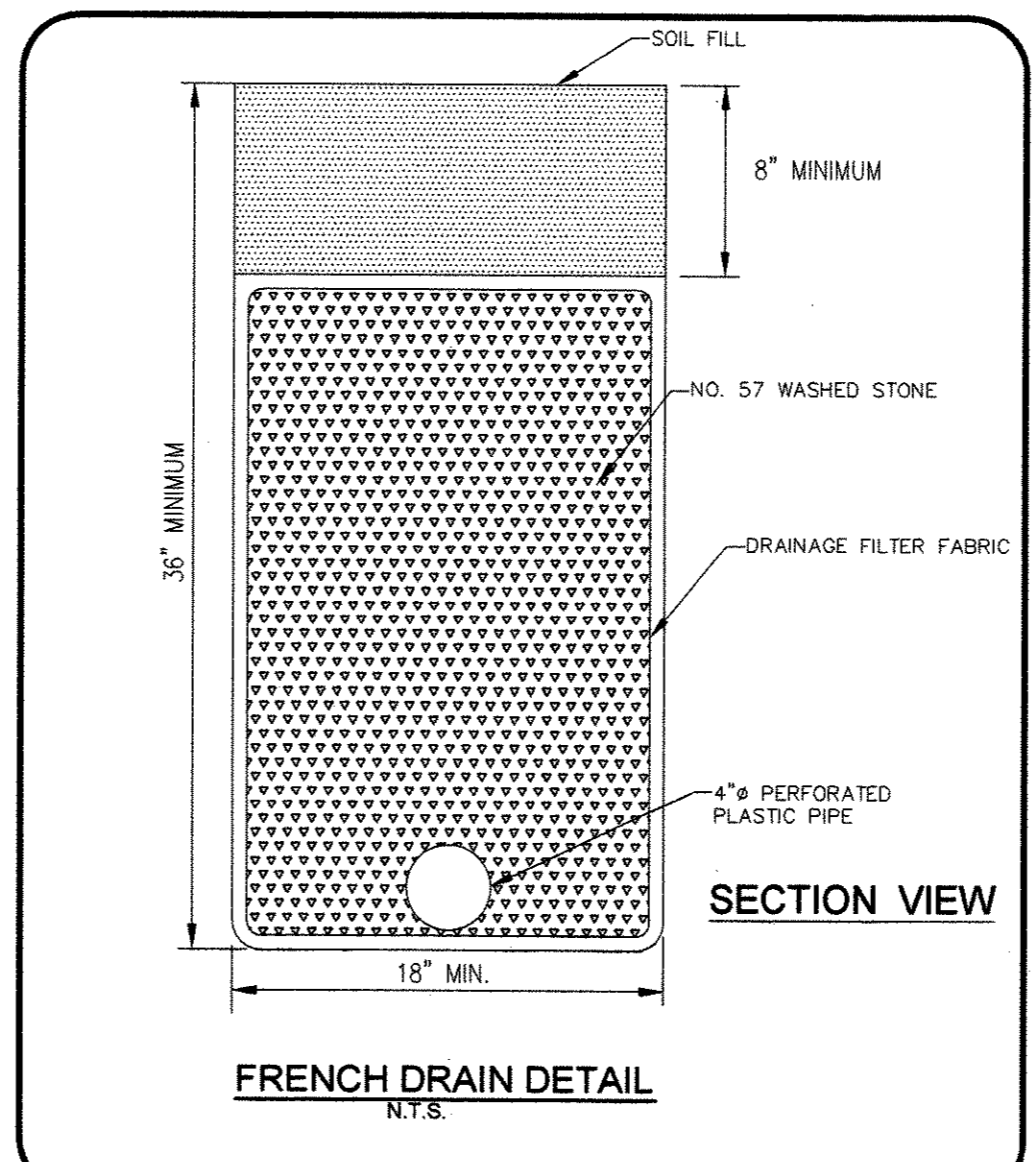 SOIL FILL
8" MINIMUM
NO. 57 WASHED STONE
36" MINIMUM
DRAINAGE FILTER FABRIC
4"ø PERFORATED
PLASTIC PIPE
SECTION VIEW
18" MIN.
FRENCH DRAIN DETAIL
N.T.S.